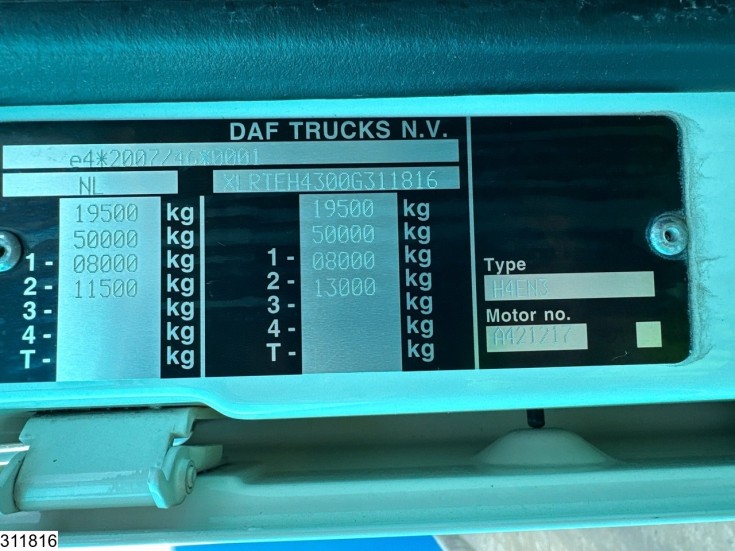 DAF TRUCKS N.V.
e4*2007/46*0001
NL XLRTEH4300G311816
19500 kg 19500 kg
50000 kg 50000 kg
1- 08000 kg 1- 08000 kg
2- 11500 kg 2- 13000 kg
3- kg 3- kg
4- kg 4- kg
T- kg T- kg
Type
H4EN3
Motor no.
A421217
311816